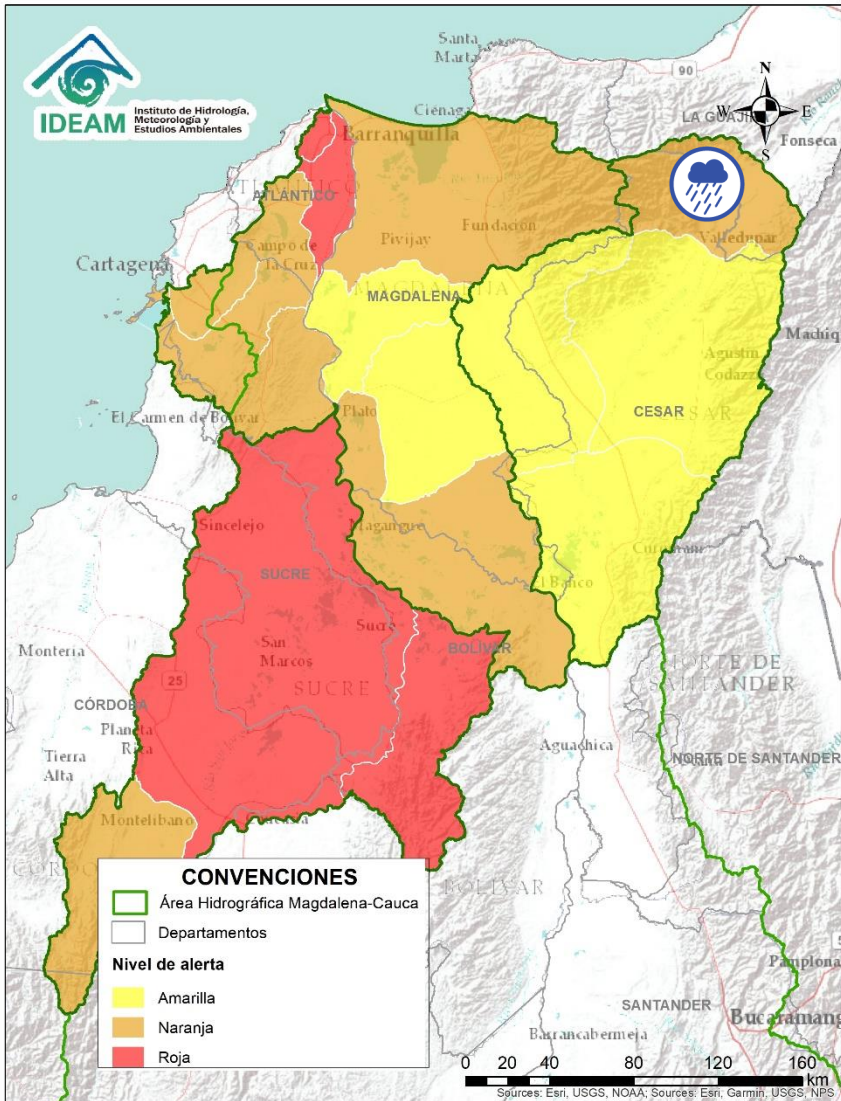 IDEAM
Instituto de Hidrología,
Meteorología y
Estudios Ambientales
Santa
Marta
90
N
W
E
S
LA GUAJIRA
Ciénaga
Fonseca
Barranquilla
ATLÁNTICO
Valledupar
Fundación
Pivijay
Campo de
la Cruz
Cartagena
MAGDALENA
Machiq
Agustín
Codazzi
CESAR
El Carmen de Bolívar
Plato
Sincelejo
Magangué
Curumaní
SUCRE
El Banco
Sucre
San
Marcos
BOLÍVAR
Montería
SUCRE
NORTE DE
SANTANDER
25
CÓRDOBA
Planeta
Rica
Tierra
Alta
Aguachica
NORTE DE SANTANDER
Montelíbano
Caucasia
BOLÍVAR
CONVENCIONES
Área Hidrográfica Magdalena-Cauca
Departamentos
Nivel de alerta
Amarilla
Naranja
Roja
Pamplona
SANTANDER
Bucaramang
Barrancabermeja
0 20 40 80 120 160
km
Sources: Esri, USGS, NOAA; Sources: Esri, Garmin, USGS, NPS